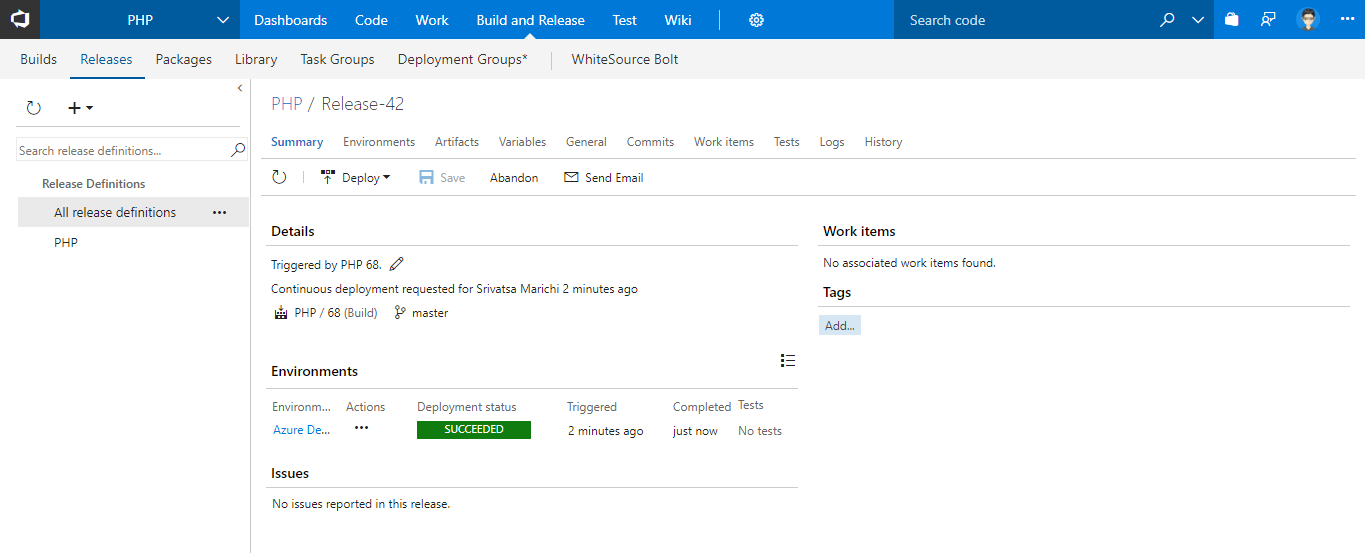 PHP Dashboards Code Work Build and Release Test Wiki Search code
Builds Releases Packages Library Task Groups Deployment Groups* WhiteSource Bolt
PHP / Release-42
Summary Environments Artifacts Variables General Commits Work items Tests Logs History
Search release definitions...
Deploy Save Abandon Send Email
Release Definitions
All release definitions
PHP
Details
Triggered by PHP 68.
Continuous deployment requested for Srivatsa Marichi 2 minutes ago
PHP / 68 (Build) master
Environments
Environm... Actions Deployment status Triggered Completed Tests
Azure De... SUCCEEDED 2 minutes ago just now No tests
Issues
No issues reported in this release.
Work items
No associated work items found.
Tags
Add...